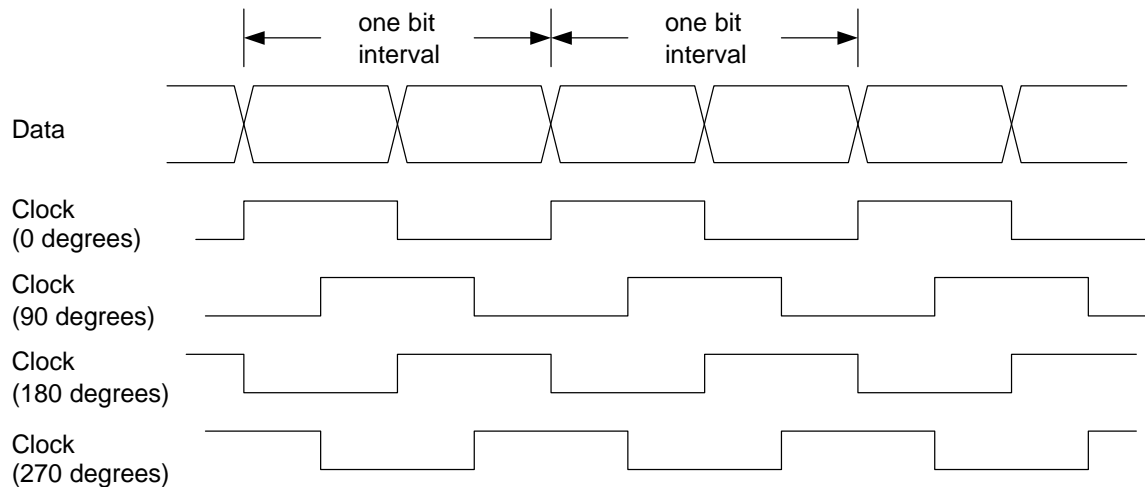 one bit
interval
one bit
interval
Data
Clock
(0 degrees)
Clock
(90 degrees)
Clock
(180 degrees)
Clock
(270 degrees)